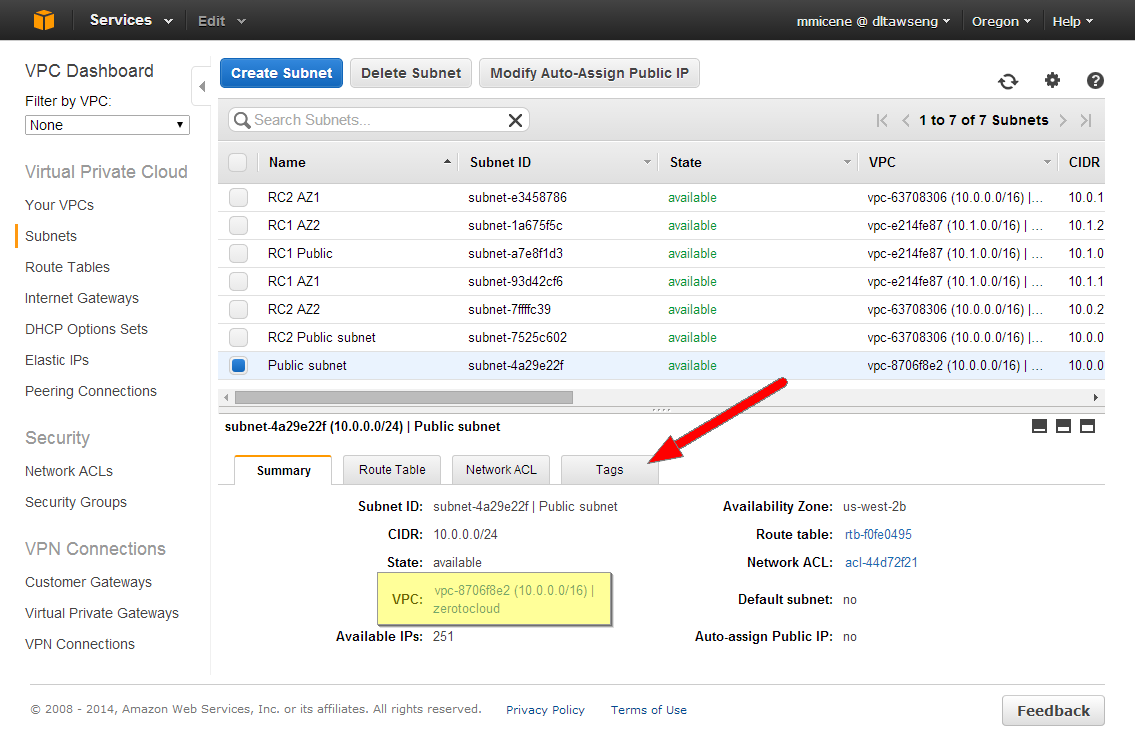 Services Edit mmicene @ dltawseng Oregon Help
VPC Dashboard
Filter by VPC:
None
Virtual Private Cloud
Your VPCs
Subnets
Route Tables
Internet Gateways
DHCP Options Sets
Elastic IPs
Peering Connections
Security
Network ACLs
Security Groups
VPN Connections
Customer Gateways
Virtual Private Gateways
VPN Connections
Create Subnet Delete Subnet Modify Auto-Assign Public IP
Search Subnets... 1 to 7 of 7 Subnets
Name Subnet ID State VPC CIDR
RC2 AZ1 subnet-e3458786 available vpc-63708306 (10.0.0.0/16) |... 10.0.1
RC1 AZ2 subnet-1a675f5c available vpc-e214fe87 (10.1.0.0/16) | ... 10.1.2
RC1 Public subnet-a7e8f1d3 available vpc-e214fe87 (10.1.0.0/16) | ... 10.1.0
RC1 AZ1 subnet-93d42cf6 available vpc-e214fe87 (10.1.0.0/16) | ... 10.1.1
RC2 AZ2 subnet-7ffffc39 available vpc-63708306 (10.0.0.0/16) |... 10.0.2
RC2 Public subnet subnet-7525c602 available vpc-63708306 (10.0.0.0/16) |... 10.0.0
Public subnet subnet-4a29e22f available vpc-8706f8e2 (10.0.0.0/16) | ... 10.0.0
subnet-4a29e22f (10.0.0.0/24) | Public subnet
Summary Route Table Network ACL Tags
Subnet ID: subnet-4a29e22f | Public subnet
CIDR: 10.0.0.0/24
State: available
VPC: vpc-8706f8e2 (10.0.0.0/16) |
zerotocloud
Available IPs: 251
Availability Zone: us-west-2b
Route table: rtb-f0fe0495
Network ACL: acl-44d72f21
Default subnet: no
Auto-assign Public IP: no
© 2008 - 2014, Amazon Web Services, Inc. or its affiliates. All rights reserved. Privacy Policy Terms of Use Feedback